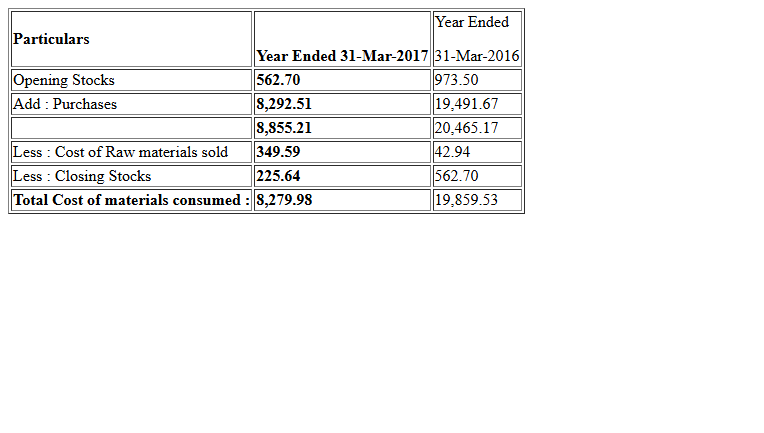 Particulars Year Ended 31-Mar-2017 Year Ended
31-Mar-2016
Opening Stocks 562.70 973.50
Add : Purchases 8,292.51 19,491.67
8,855.21 20,465.17
Less : Cost of Raw materials sold 349.59 42.94
Less : Closing Stocks 225.64 562.70
Total Cost of materials consumed : 8,279.98 19,859.53